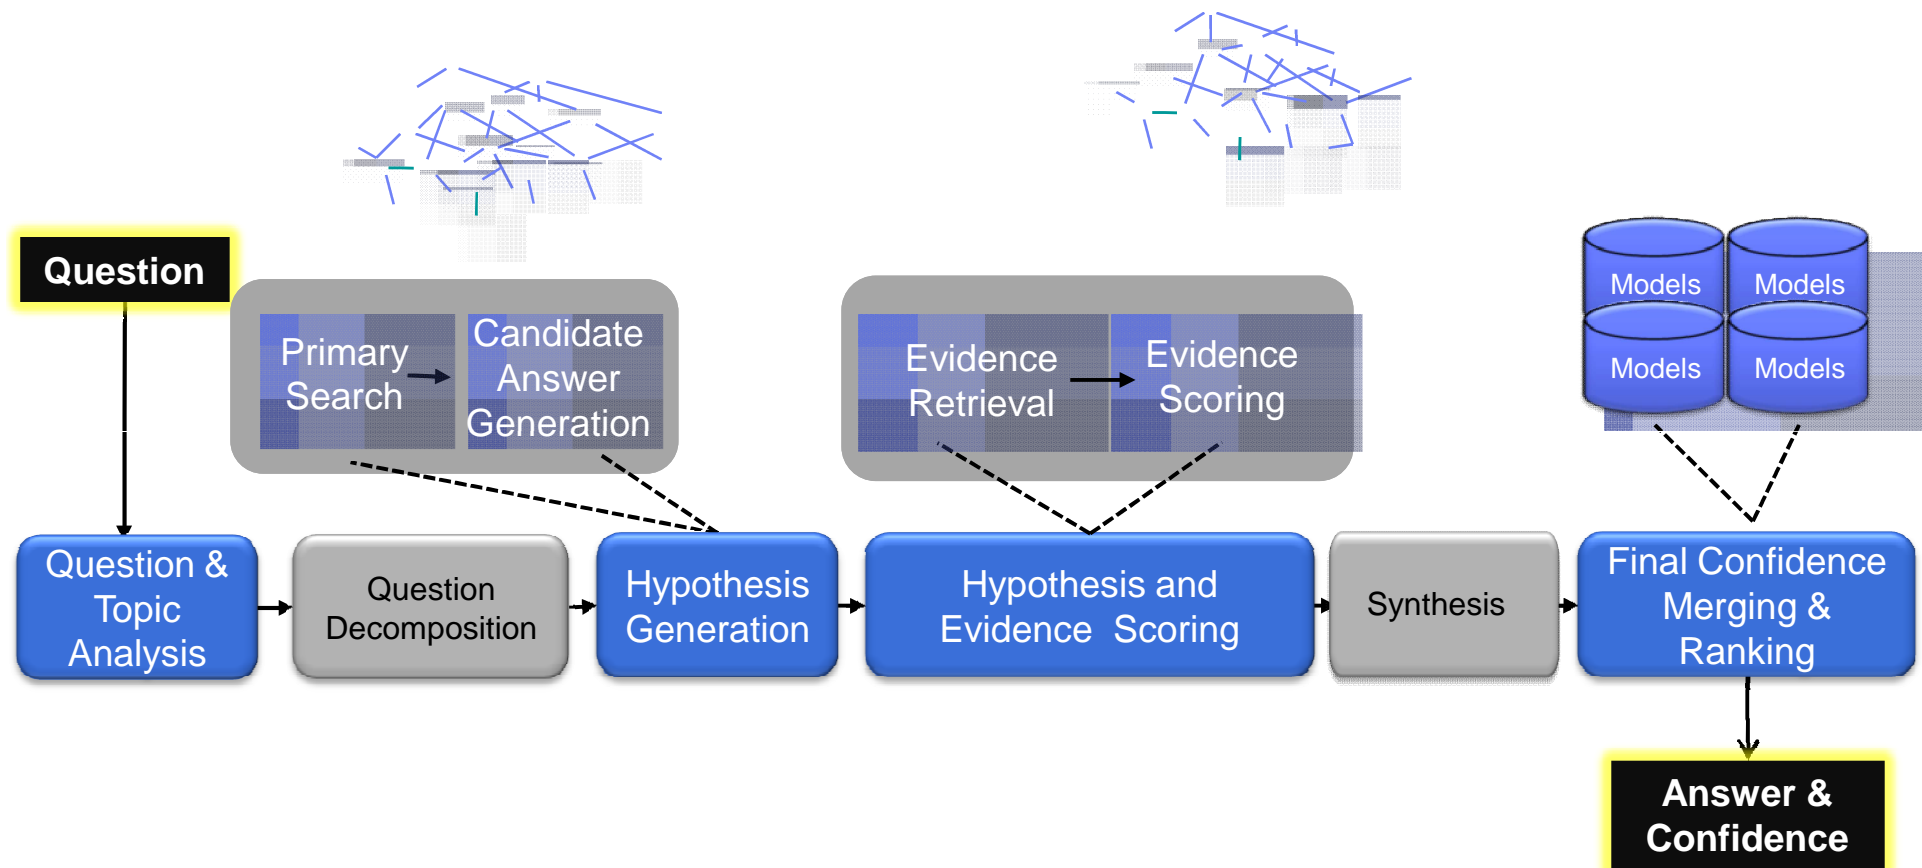 Question
Primary
Search
Candidate
Answer
Generation
Evidence
Retrieval
Evidence
Scoring
Models
Models
Models
Models
Question &
Topic
Analysis
Question
Decomposition
Hypothesis
Generation
Hypothesis and
Evidence Scoring
Synthesis
Final Confidence
Merging &
Ranking
Answer &
Confidence